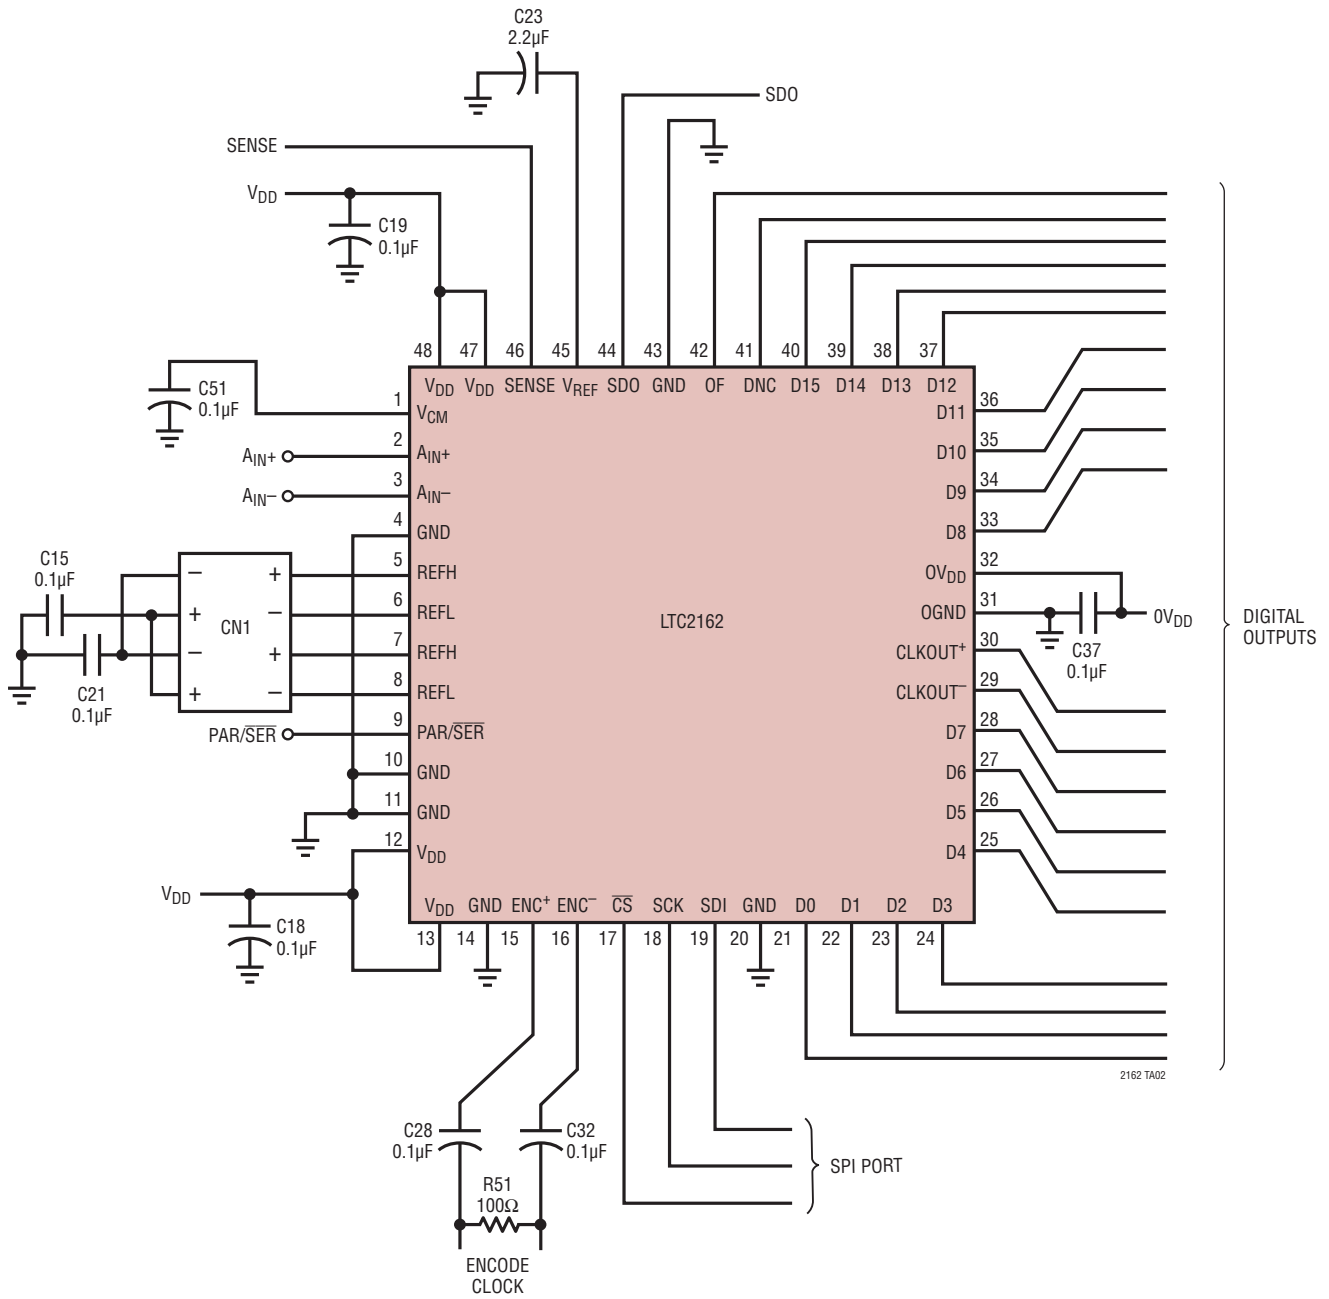 C23
2.2µF
SDO
SENSE
VDD
C19
0.1µF
48 47 46 45 44 43 42 41 40 39 38 37
VDD VDD SENSE VREF SDO GND OF DNC D15 D14 D13 D12
C51
0.1µF
1
VCM
2
AIN+
AIN+
3
AIN–
AIN–
4
GND
C15
0.1µF
5
REFH
6
REFL
7
REFH
8
REFL
– +
+ –
CN1
– +
+ –
C21
0.1µF
PAR/SER
9
PAR/SER
10
GND
11
GND
12
VDD
VDD
C18
0.1µF
LTC2162
36
D11
35
D10
34
D9
33
D8
32
OVDD
31
OGND
0VDD
C37
0.1µF
30
CLKOUT+
29
CLKOUT–
28
D7
27
D6
26
D5
25
D4
DIGITAL
OUTPUTS
VDD GND ENC+ ENC– CS SCK SDI GND D0 D1 D2 D3
13 14 15 16 17 18 19 20 21 22 23 24
2162 TA02
C28
0.1µF
C32
0.1µF
R51
100Ω
ENCODE
CLOCK
SPI PORT